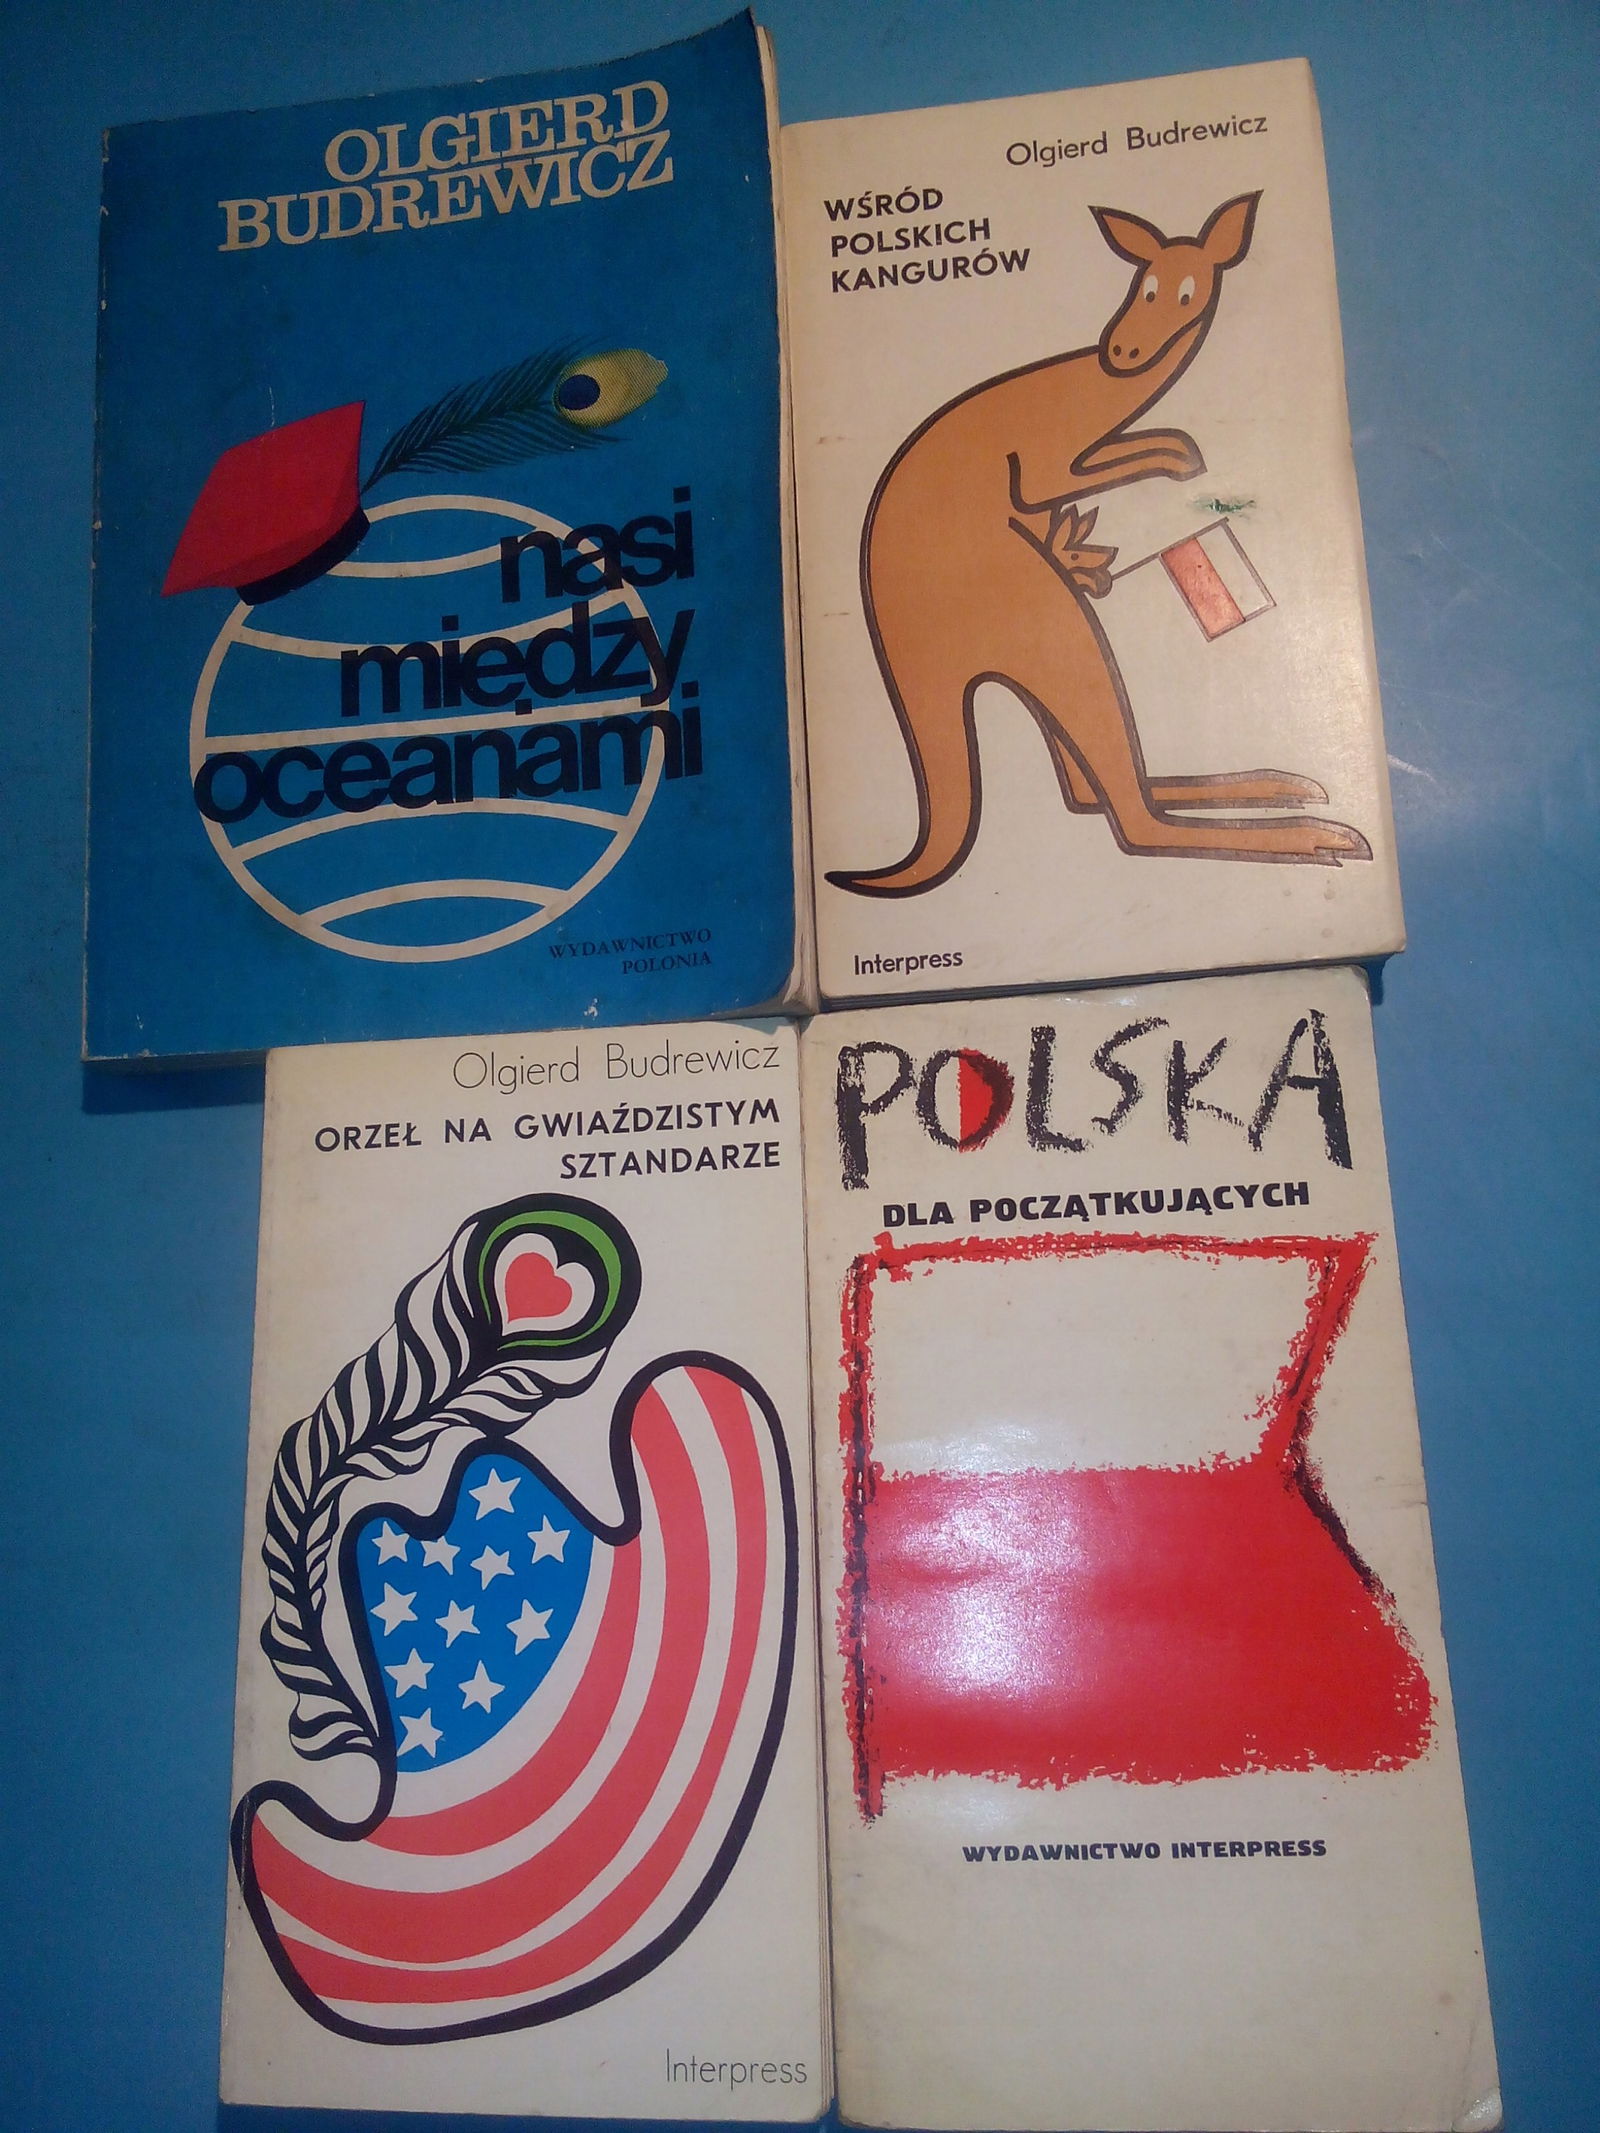 OLGIERD
BUDREWICZ
nasi
między
oceanami
WYDAWNICTWO
POLONIA
Olgierd Budrewicz
WŚRÓD
POLSKICH
KANGURÓW
Interpress
Olgierd Budrewicz
ORZEŁ NA GWIAŹDZISTYM
SZTANDARZE
Interpress
POLSKA
DLA POCZĄTKUJĄCYCH
WYDAWNICTWO INTERPRESS